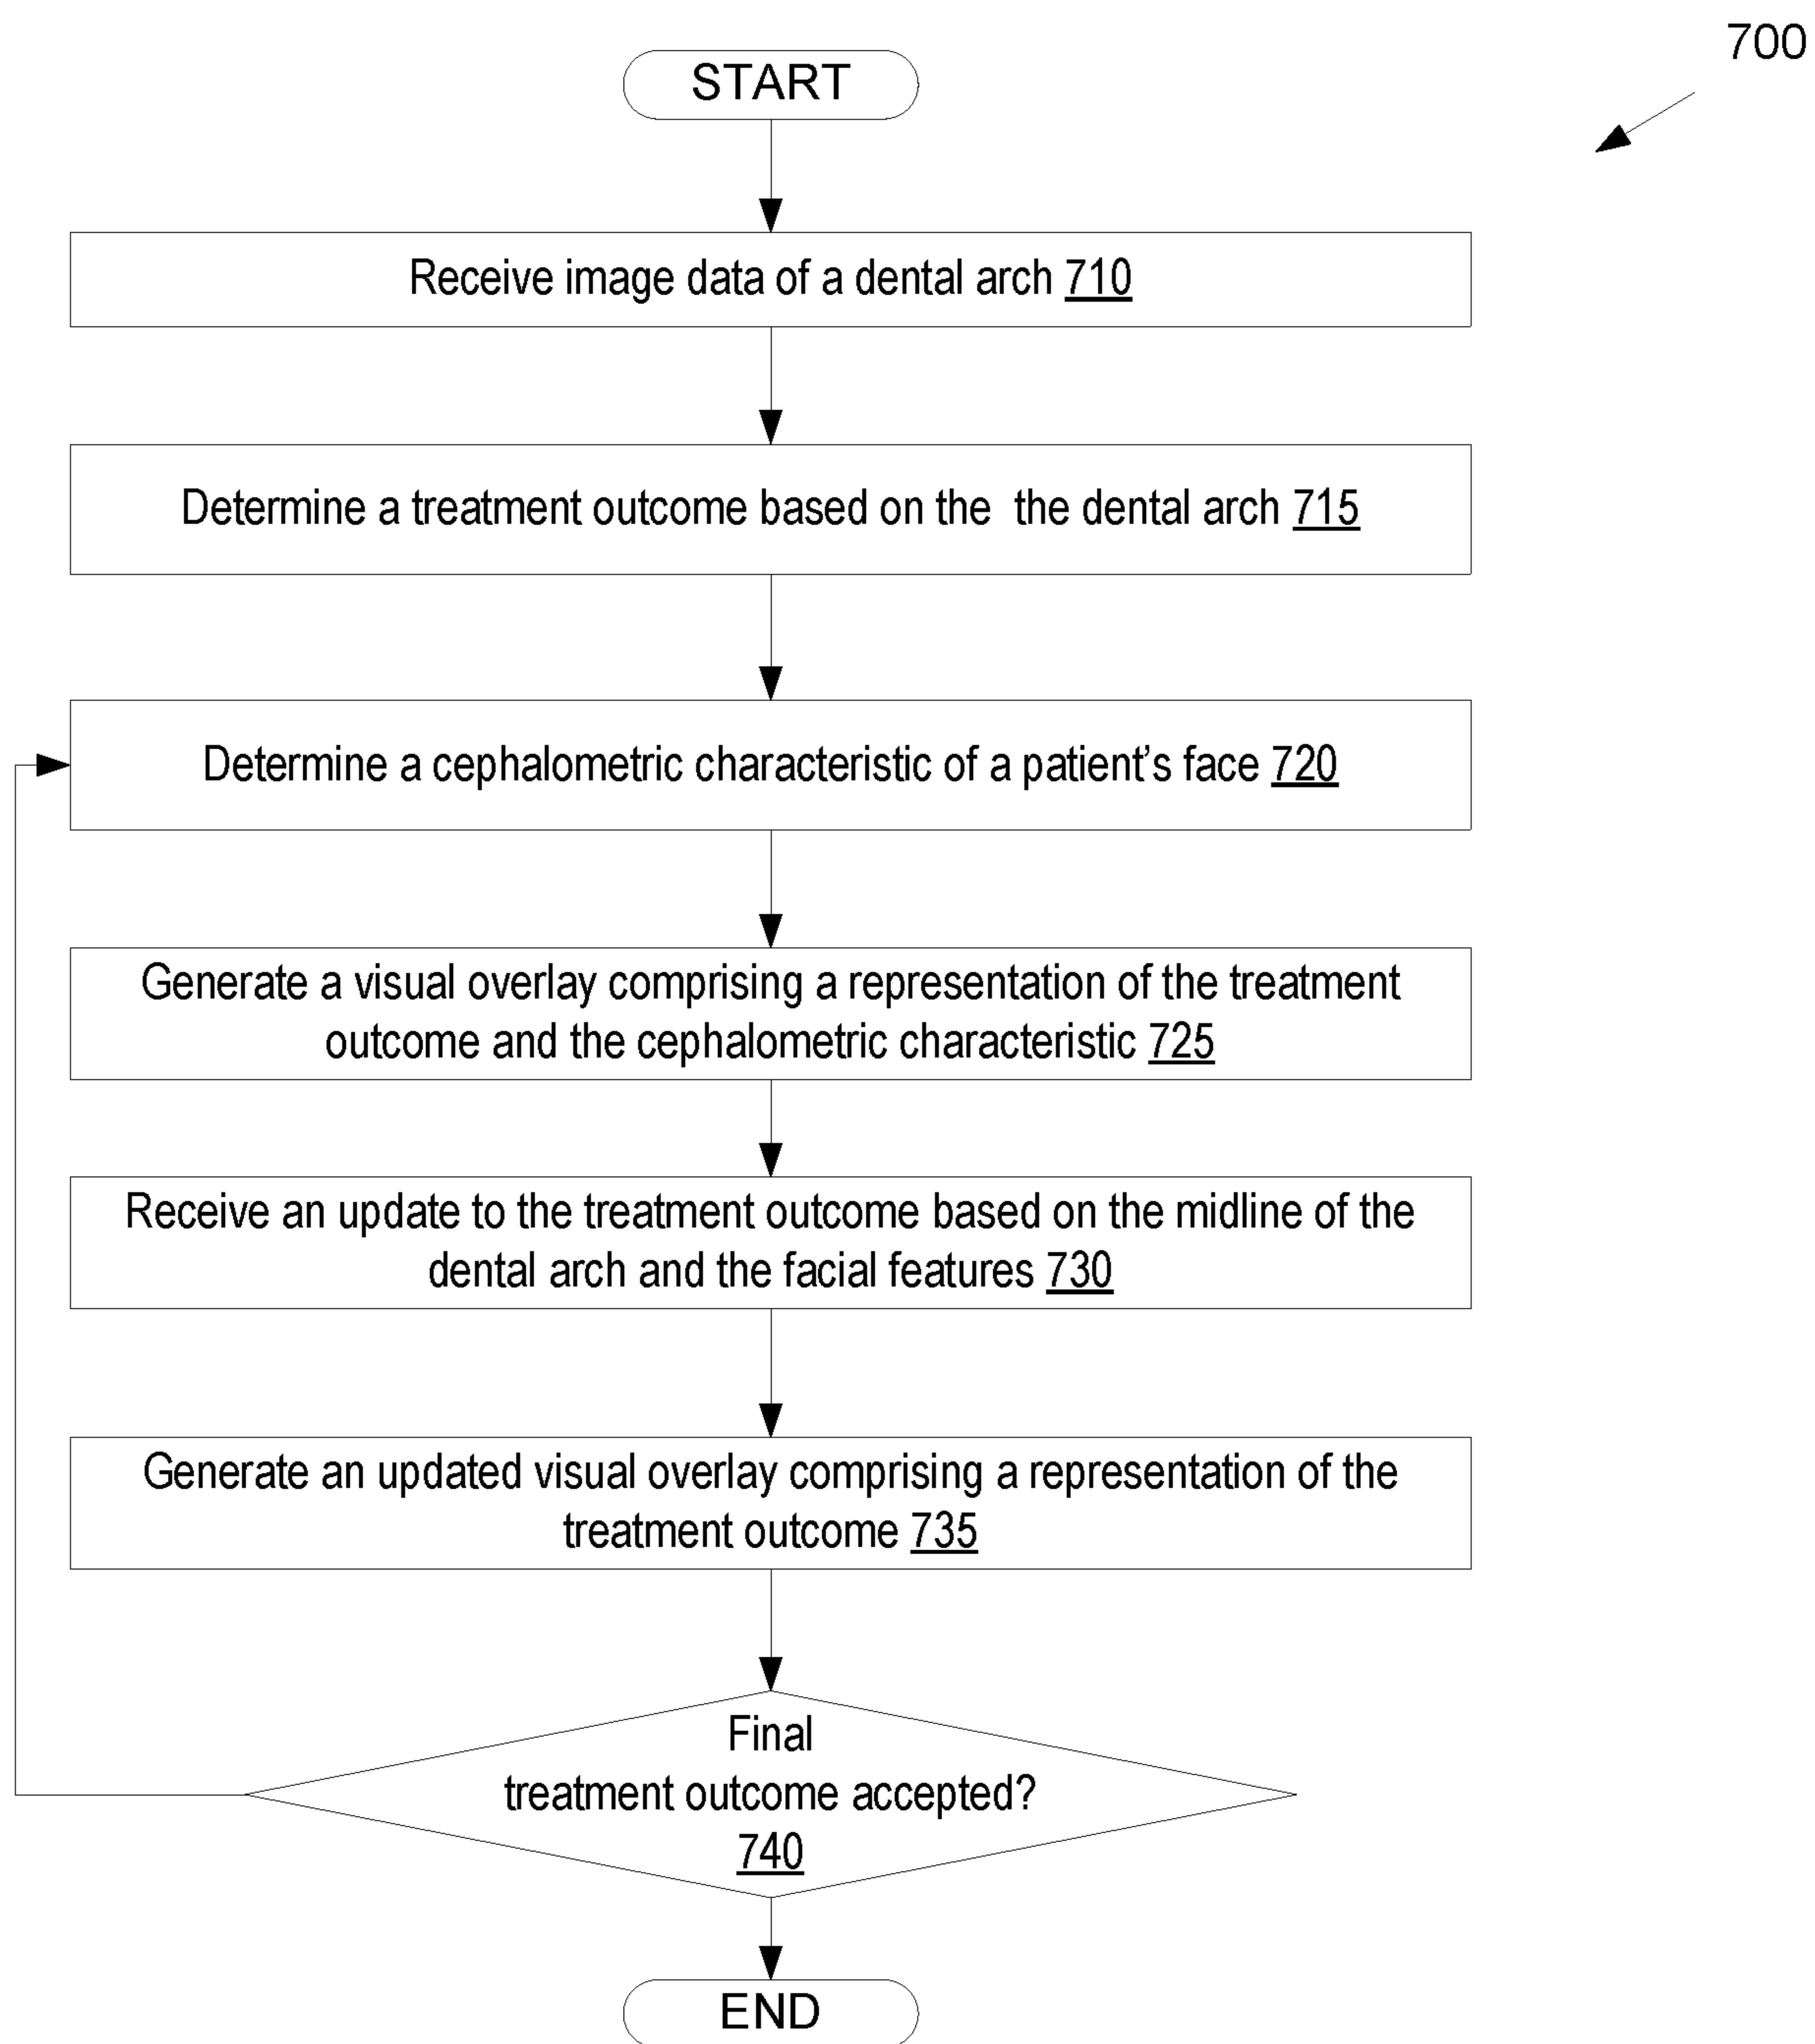 700
START
Receive image data of a dental arch 710
Determine a treatment outcome based on the  the dental arch 715
Determine a cephalometric characteristic of a patient’s face 720
Generate a visual overlay comprising a representation of the treatment
outcome and the cephalometric characteristic 725
Receive an update to the treatment outcome based on the midline of the
dental arch and the facial features 730
Generate an updated visual overlay comprising a representation of the
treatment outcome 735
Final
treatment outcome accepted?
740
END